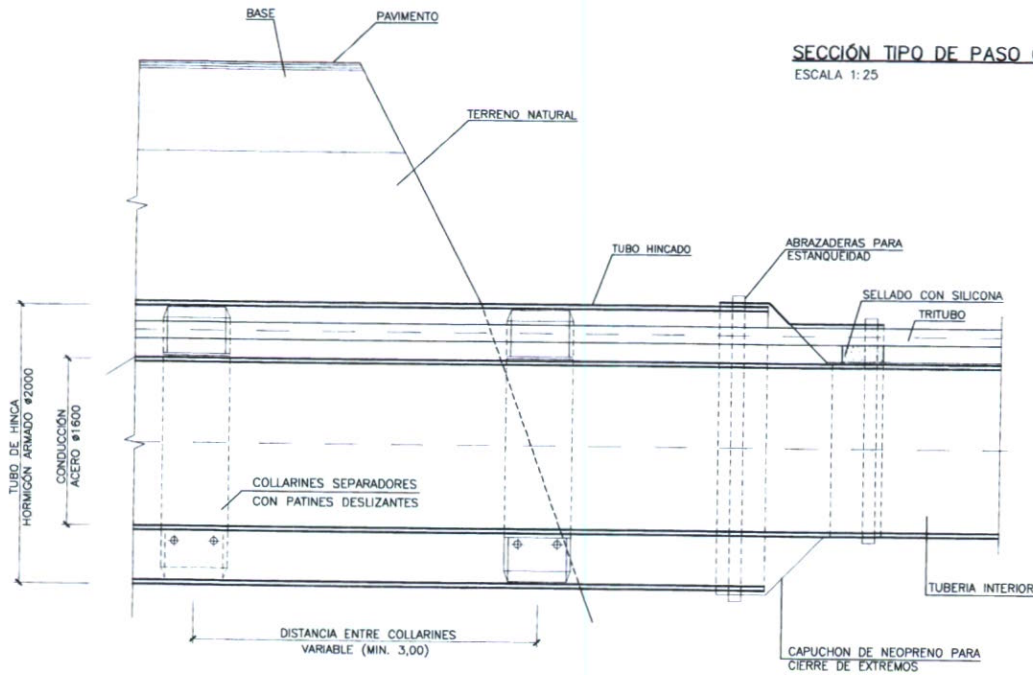 BASE
PAVIMENTO
SECCIÓN TIPO DE PASO
ESCALA 1:25
TERRENO NATURAL
TUBO HINCADO
ABRAZADERAS PARA
ESTANQUEIDAD
SELLADO CON SILICONA
TRITUBO
TUBO DE HINCA
HORMIGÓN ARMADO ø2000
CONDUCCIÓN
ACERO ø1600
COLLARINES SEPARADORES
CON PATINES DESLIZANTES
TUBERIA INTERIOR
DISTANCIA ENTRE COLLARINES
VARIABLE (MIN. 3,00)
CAPUCHON DE NEOPRENO PARA
CIERRE DE EXTREMOS